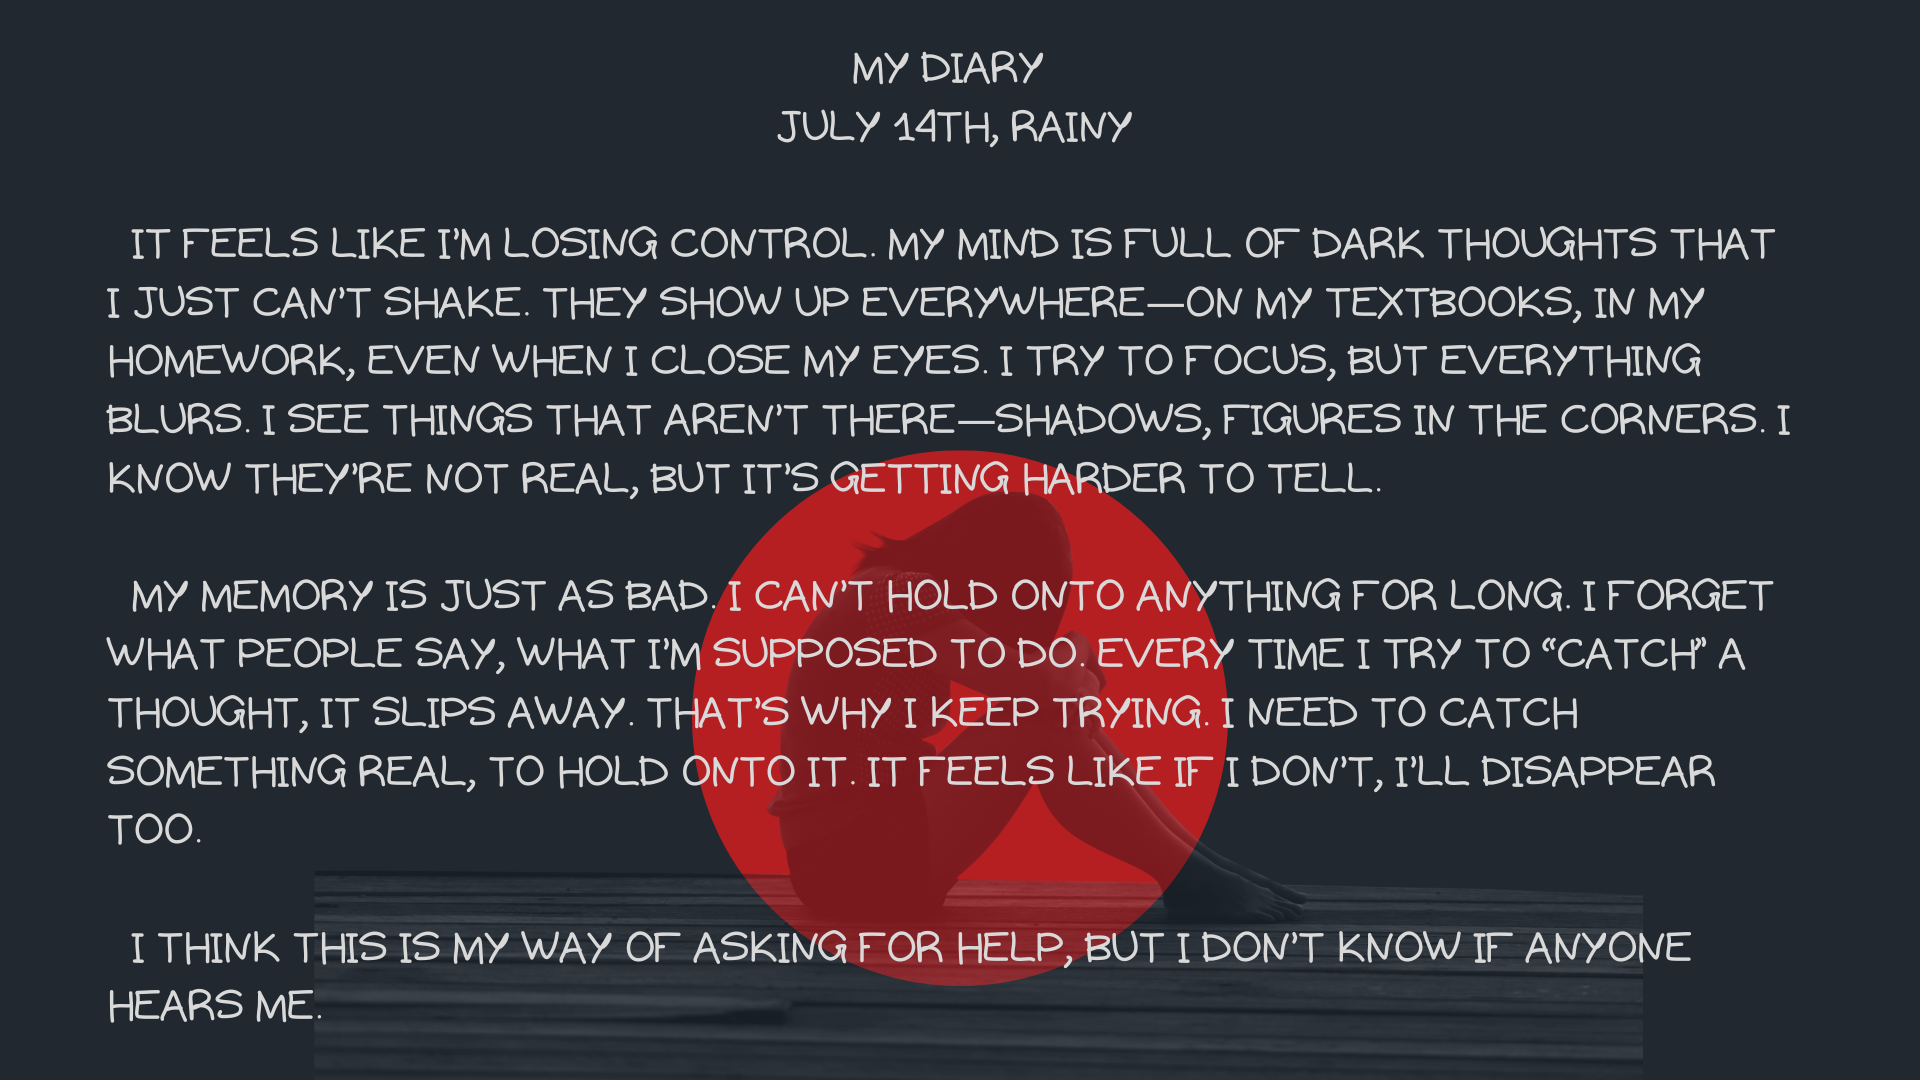 MY DIARY
JULY 14TH, RAINY
IT FEELS LIKE I'M LOSING CONTROL. MY MIND IS FULL OF DARK THOUGHTS THAT
I JUST CAN'T SHAKE. THEY SHOW UP EVERYWHERE—ON MY TEXTBOOKS, IN MY
HOMEWORK, EVEN WHEN I CLOSE MY EYES. I TRY TO FOCUS, BUT EVERYTHING
BLURS. I SEE THINGS THAT AREN'T THERE—SHADOWS, FIGURES IN THE CORNERS. I
KNOW THEY'RE NOT REAL, BUT IT'S GETTING HARDER TO TELL.
MY MEMORY IS JUST AS BAD. I CAN'T HOLD ONTO ANYTHING FOR LONG. I FORGET
WHAT PEOPLE SAY, WHAT I'M SUPPOSED TO DO. EVERY TIME I TRY TO “CATCH” A
THOUGHT, IT SLIPS AWAY. THAT'S WHY I KEEP TRYING. I NEED TO CATCH
SOMETHING REAL, TO HOLD ONTO IT. IT FEELS LIKE IF I DON'T, I'LL DISAPPEAR
TOO.
I THINK THIS IS MY WAY OF ASKING FOR HELP, BUT I DON'T KNOW IF ANYONE
HEARS ME.